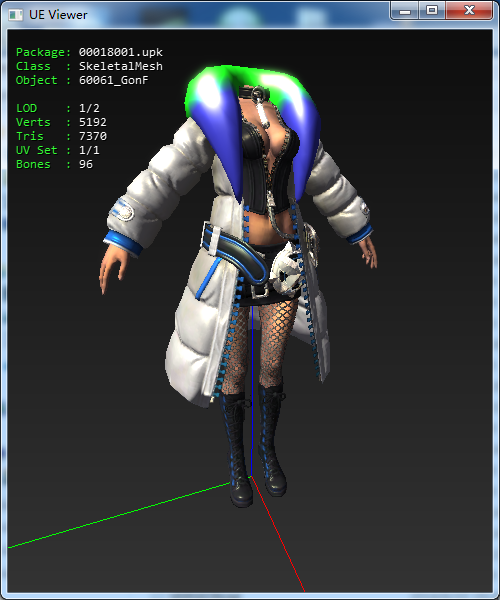 UE Viewer
Package: 00018001.upk
Class : SkeletalMesh
Object : 60061_GonF
LOD : 1/2
Verts : 5192
Tris : 7370
UV Set : 1/1
Bones : 96